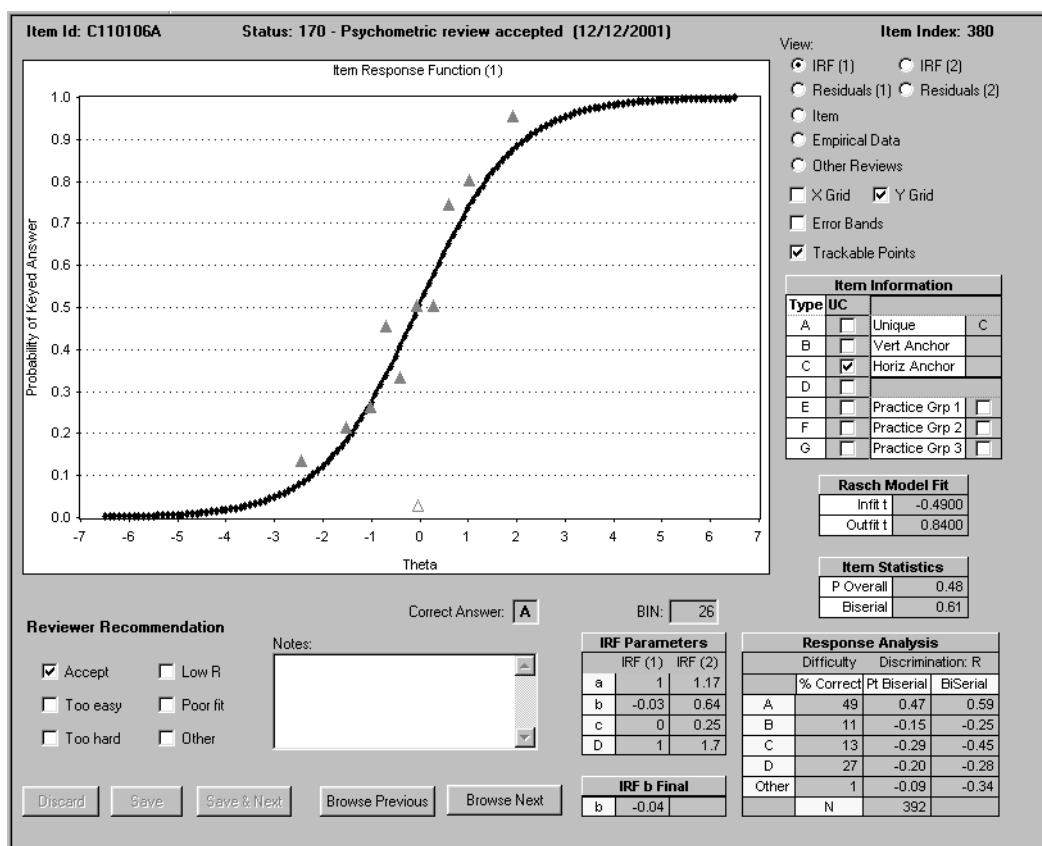 Item Id: C110106A Status: 170 - Psychometric review accepted (12/12/2001) Item Index: 380
View:
IRF (1) IRF (2)
Residuals (1) Residuals (2)
Item
Empirical Data
Other Reviews
X Grid Y Grid
Error Bands
Trackable Points
Item Response Function (1)
1.0
0.9
0.8
0.7
0.6
0.5
0.4
0.3
0.2
0.1
0.0
Probability of Keyed Answer
-7 -6 -5 -4 -3 -2 -1 0 1 2 3 4 5 6 7
Theta
Item Information
Type UC
A Unique C
B Vert Anchor
C Horiz Anchor
D
E Practice Grp 1
F Practice Grp 2
G Practice Grp 3
Rasch Model Fit
Infit t -0.4900
Outfit t 0.8400
Item Statistics
P Overall 0.48
Biserial 0.61
Correct Answer: A BIN: 26
Reviewer Recommendation
Accept Low R
Too easy Poor fit
Too hard Other
Notes:
IRF Parameters
IRF (1) IRF (2)
a 1 1.17
b -0.03 0.64
c 0 0.25
D 1 1.7
IRF b Final
b -0.04
Response Analysis
Difficulty Discrimination: R
% Correct Pt Biserial BiSerial
A 49 0.47 0.59
B 11 -0.15 -0.25
C 13 -0.29 -0.45
D 27 -0.20 -0.28
Other 1 -0.09 -0.34
N 392
Discard Save Save & Next Browse Previous Browse Next